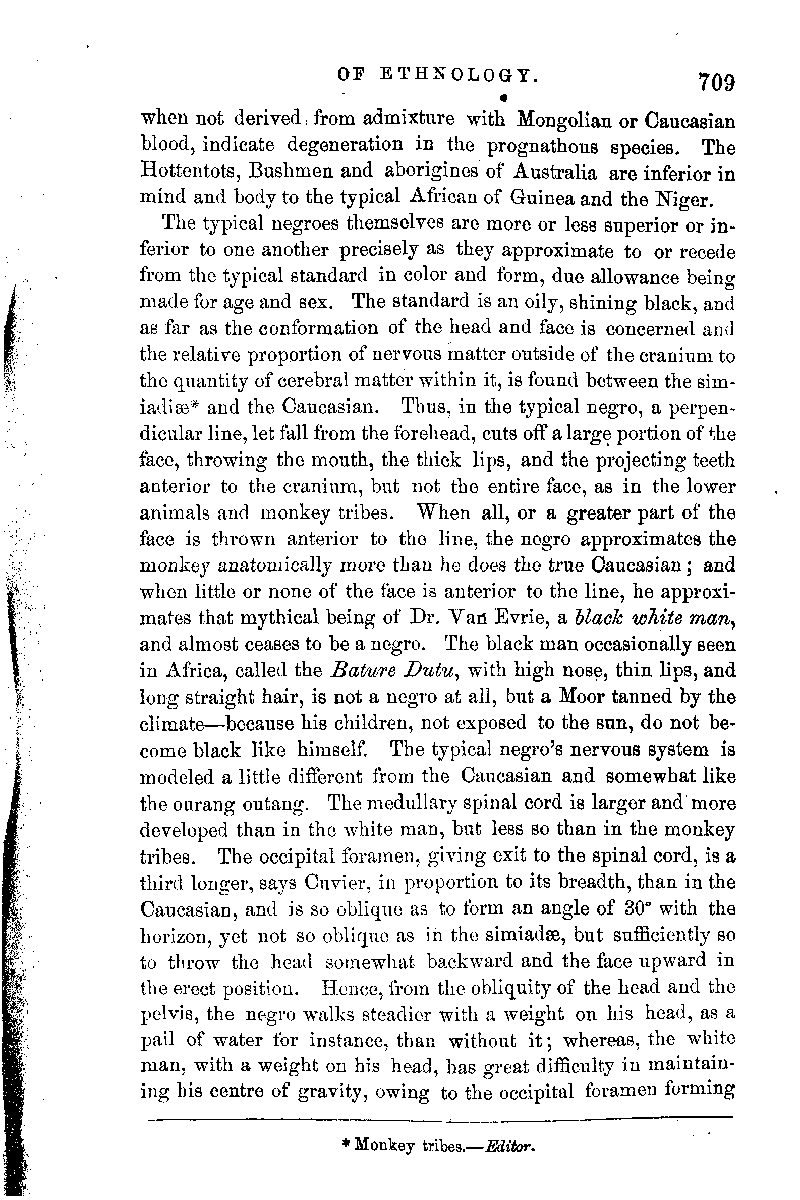 OF ETHNOLOGY. 709
when not derived from admixture with Mongolian or Caucasian
blood, indicate degeneration in the prognathous species. The
Hottentots, Bushmen and aborigines of Australia are inferior in
mind and body to the typical African of Guinea and the Niger.
The typical negroes themselves are more or less superior or in-
ferior to one another precisely as they approximate to or recede
from the typical standard in color and form, due allowance being
made for age and sex. The standard is an oily, shining black, and
as far as the conformation of the head and face is concerned and
the relative proportion of nervous matter outside of the cranium to
the quantity of cerebral matter within it, is found between the sim-
iadiæ* and the Caucasian. Thus, in the typical negro, a perpen-
dicular line, let fall from the forehead, cuts off a large portion of the
face, throwing the mouth, the thick lips, and the projecting teeth
anterior to the cranium, but not the entire face, as in the lower
animals and monkey tribes. When all, or a greater part of the
face is thrown anterior to the line, the negro approximates the
monkey anatomically more than he does the true Caucasian; and
when little or none of the face is anterior to the line, he approxi-
mates that mythical being of Dr. Van Evrie, a black white man,
and almost ceases to be a negro. The black man occasionally seen
in Africa, called the Bature Dutu, with high nose, thin lips, and
long straight hair, is not a negro at all, but a Moor tanned by the
climate—because his children, not exposed to the sun, do not be-
come black like himself. The typical negro's nervous system is
modeled a little different from the Caucasian and somewhat like
the ourang outang. The medullary spinal cord is larger and more
developed than in the white man, but less so than in the monkey
tribes. The occipital foramen, giving exit to the spinal cord, is a
third longer, says Cuvier, in proportion to its breadth, than in the
Caucasian, and is so oblique as to form an angle of 30° with the
horizon, yet not so oblique as in the simiadæ, but sufficiently so
to throw the head somewhat backward and the face upward in
the erect position. Hence, from the obliquity of the head and the
pelvis, the negro walks steadier with a weight on his head, as a
pail of water for instance, than without it; whereas, the white
man, with a weight on his head, has great difficulty in maintain-
ing his centre of gravity, owing to the occipital foramen forming
* Monkey tribes.—Editor.